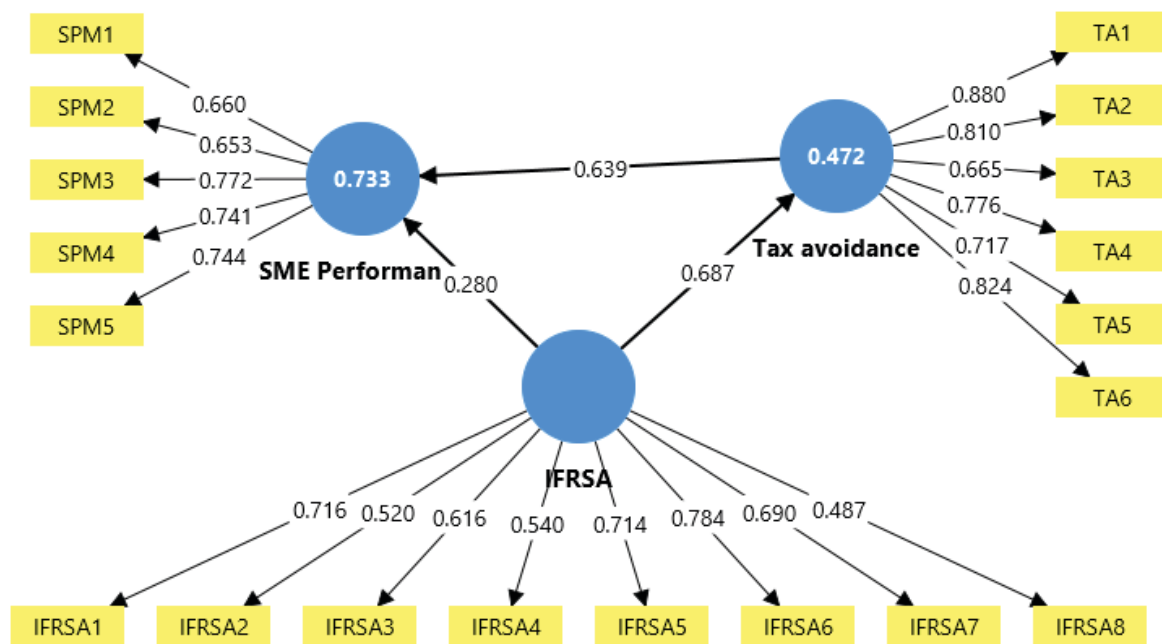 SPM1
TA1
0.660
0.880
SPM2
TA2
0.653
0.810
SPM3
0.733
0.772
0.639
0.472
0.665
TA3
0.741
0.776
SPM4
0.744
SME Performan
0.280
0.687
Tax avoidance
0.717
TA4
0.824
SPM5
TA5
TA6
IFRSA
0.716
0.520
0.616
0.540
0.714
0.784
0.690
0.487
IFRSA1
IFRSA2
IFRSA3
IFRSA4
IFRSA5
IFRSA6
IFRSA7
IFRSA8